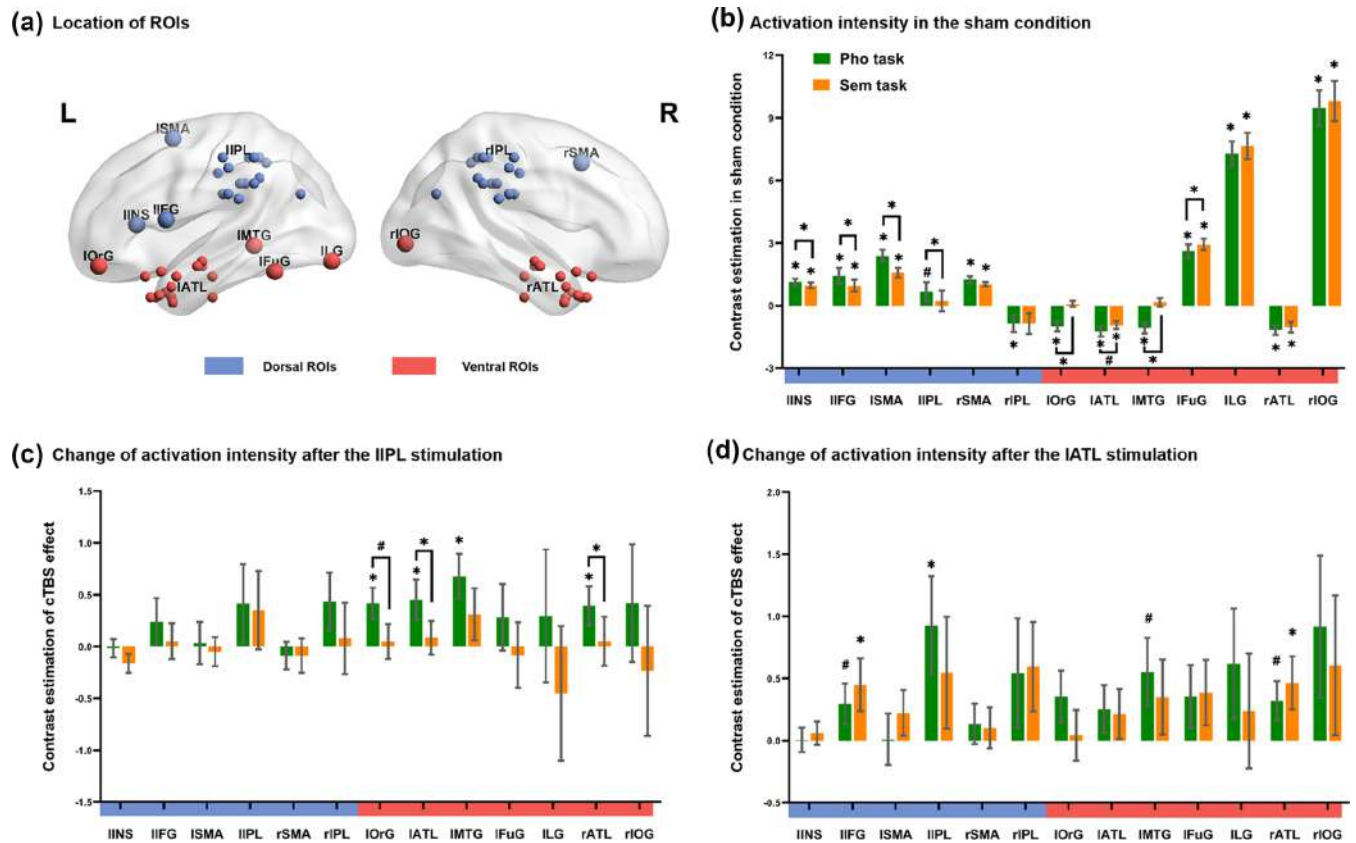 (a) Location of ROIs
L
R
lSMA
lIPL
lINS
lIFG
lOrG
lMTG
lATL
lFuG
lLG
rIPL
rSMA
rIOG
rATL
Dorsal ROIs
Ventral ROIs
(b) Activation intensity in the sham condition
Pho task
Sem task
Contrast estimation in sham condition
12
9
6
3
0
-3
* * * * * * * * * # * * * * * * * # * * * * * * * * * * * *
lINS lIFG lSMA lIPL rSMA rIPL lOrG lATL lMTG lFuG lLG rATL rIOG
(c) Change of activation intensity after the lIPL stimulation
Contrast estimation of cTBS effect
1.0
0.5
0.0
-0.5
-1.0
-1.5
1.5
# * * * * * *
lINS lIFG lSMA lIPL rSMA rIPL lOrG lATL lMTG lFuG lLG rATL rIOG
(d) Change of activation intensity after the lATL stimulation
Contrast estimation of cTBS effect
2.0
1.5
1.0
0.5
0.0
-0.5
# * * # # *
lINS lIFG lSMA lIPL rSMA rIPL lOrG lATL lMTG lFuG lLG rATL rIOG